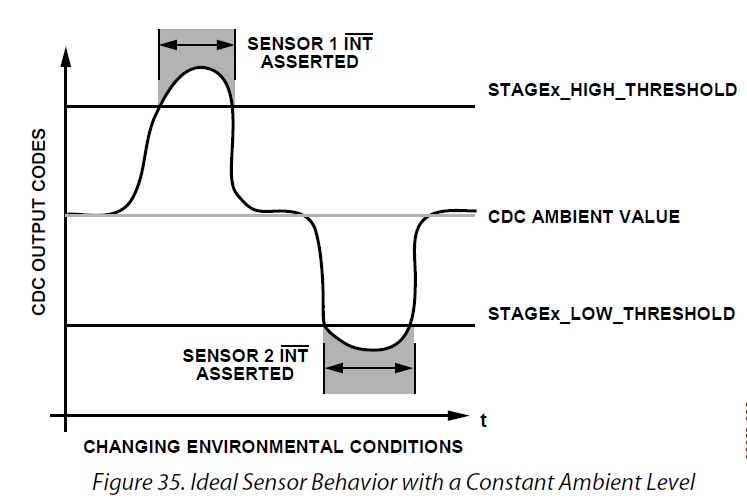 SENSOR 1 INT
ASSERTED
STAGEx_HIGH_THRESHOLD
CDC OUTPUT CODES
CDC AMBIENT VALUE
STAGEx_LOW_THRESHOLD
SENSOR 2 INT
ASSERTED
t
CHANGING ENVIRONMENTAL CONDITIONS
Figure 35. Ideal Sensor Behavior with a Constant Ambient Level